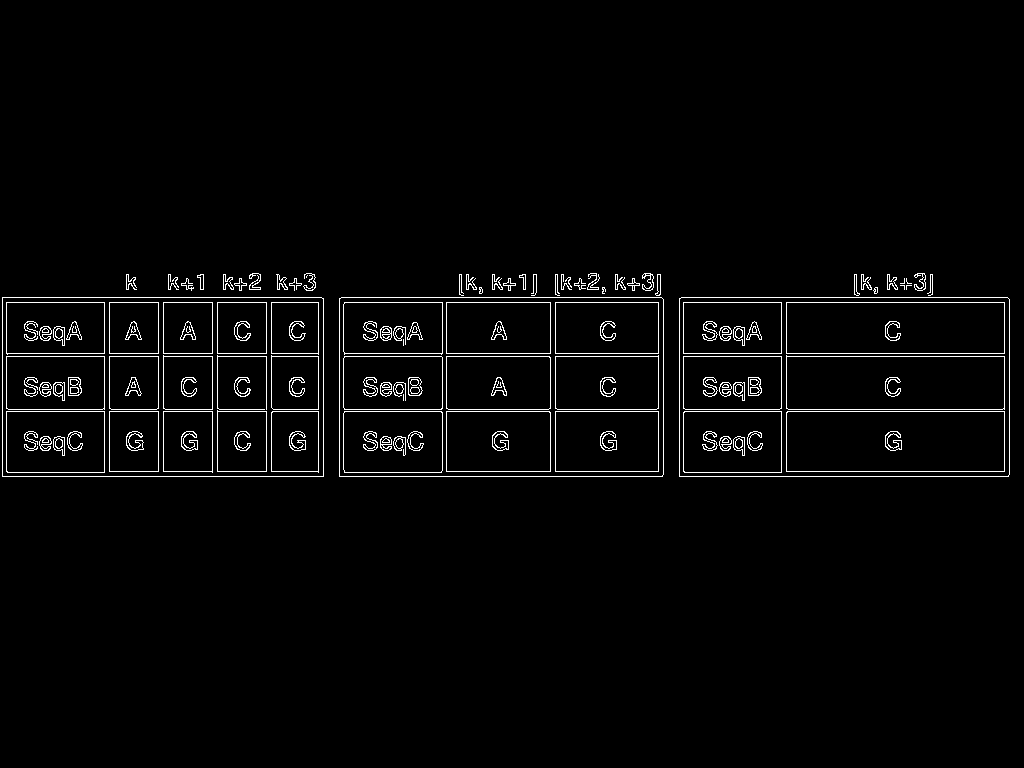 k k+1 k+2 k+3 [k, k+1] [k+2, k+3] [k, k+3]
SeqA A A C C SeqA A C SeqA C
SeqB A C C C SeqB A C SeqB C
SeqC G G C G SeqC G G SeqC G